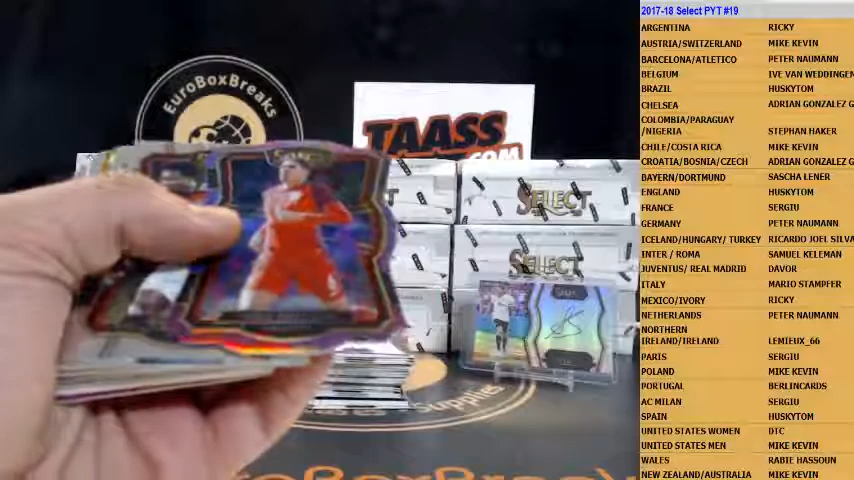 2017-18 Select PYT #19
ARGENTINA RICKY
AUSTRIA/SWITZERLAND MIKE KEVIN
BARCELONA/ATLETICO PETER NAUMANN
BELGIUM IVE VAN WEDDINGEN
BRAZIL HUSKYTOM
CHELSEA ADRIAN GONZALEZ G
COLOMBIA/PARAGUAY
/NIGERIA STEPHAN HAKER
CHILE/COSTA RICA MIKE KEVIN
CROATIA/BOSNIA/CZECH ADRIAN GONZALEZ G
BAYERN/DORTMUND SASCHA LENER
ENGLAND HUSKYTOM
FRANCE SERGIU
GERMANY PETER NAUMANN
ICELAND/HUNGARY/ TURKEY RICARDO JOEL SILVA
INTER / ROMA SAMUEL KELEMAN
JUVENTUS/ REAL MADRID DAVOR
ITALY MARIO STAMPFER
MEXICO/IVORY RICKY
NETHERLANDS PETER NAUMANN
NORTHERN
IRELAND/IRELAND LEMIEUX_66
PARIS SERGIU
POLAND MIKE KEVIN
PORTUGAL BERLINCARDS
AC MILAN SERGIU
SPAIN HUSKYTOM
UNITED STATES WOMEN DTC
UNITED STATES MEN MIKE KEVIN
WALES RABIE HASSOUN
NEW ZEALAND/AUSTRALIA MIKE KEVIN
EuroBoxBreaks
TAASS
.COM
SELECT
SELECT
Supplies
EuroBoxBreak